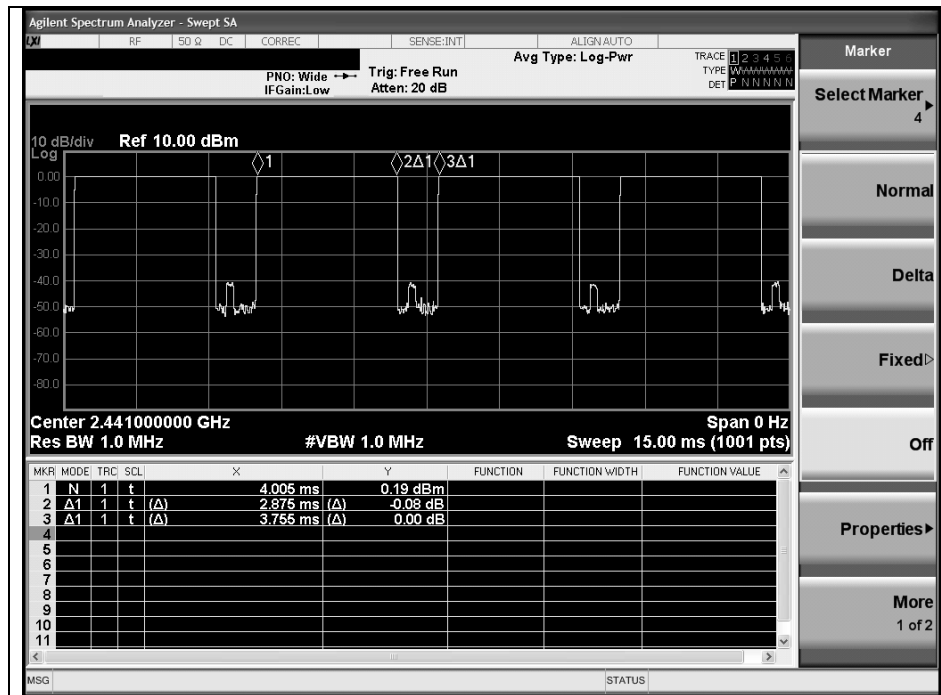 Agilent Spectrum Analyzer - Swept SA
LXI RF 50 Ω DC CORREC SENSE:INT ALIGN AUTO
PNO: Wide Trig: Free Run Avg Type: Log-Pwr TRACE 1 2 3 4 5 6
IFGain:Low Atten: 20 dB TYPE WWWWWW
DET P N N N N N
10 dB/div Ref 10.00 dBm
Log
1 2Δ1 3Δ1
0.00
-10.0
-20.0
-30.0
-40.0
-50.0
-60.0
-70.0
-80.0
Center 2.441000000 GHz Span 0 Hz
Res BW 1.0 MHz #VBW 1.0 MHz Sweep 15.00 ms (1001 pts)
MKR MODE TRC SCL X Y FUNCTION FUNCTION WIDTH FUNCTION VALUE
1 N 1 t 4.005 ms 0.19 dBm
2 Δ1 1 t (Δ) 2.875 ms (Δ) -0.08 dB
3 Δ1 1 t (Δ) 3.755 ms (Δ) 0.00 dB
4
5
6
7
8
9
10
11
MSG STATUS
Marker
Select Marker
4
Normal
Delta
Fixed
Off
Properties
More
1 of 2